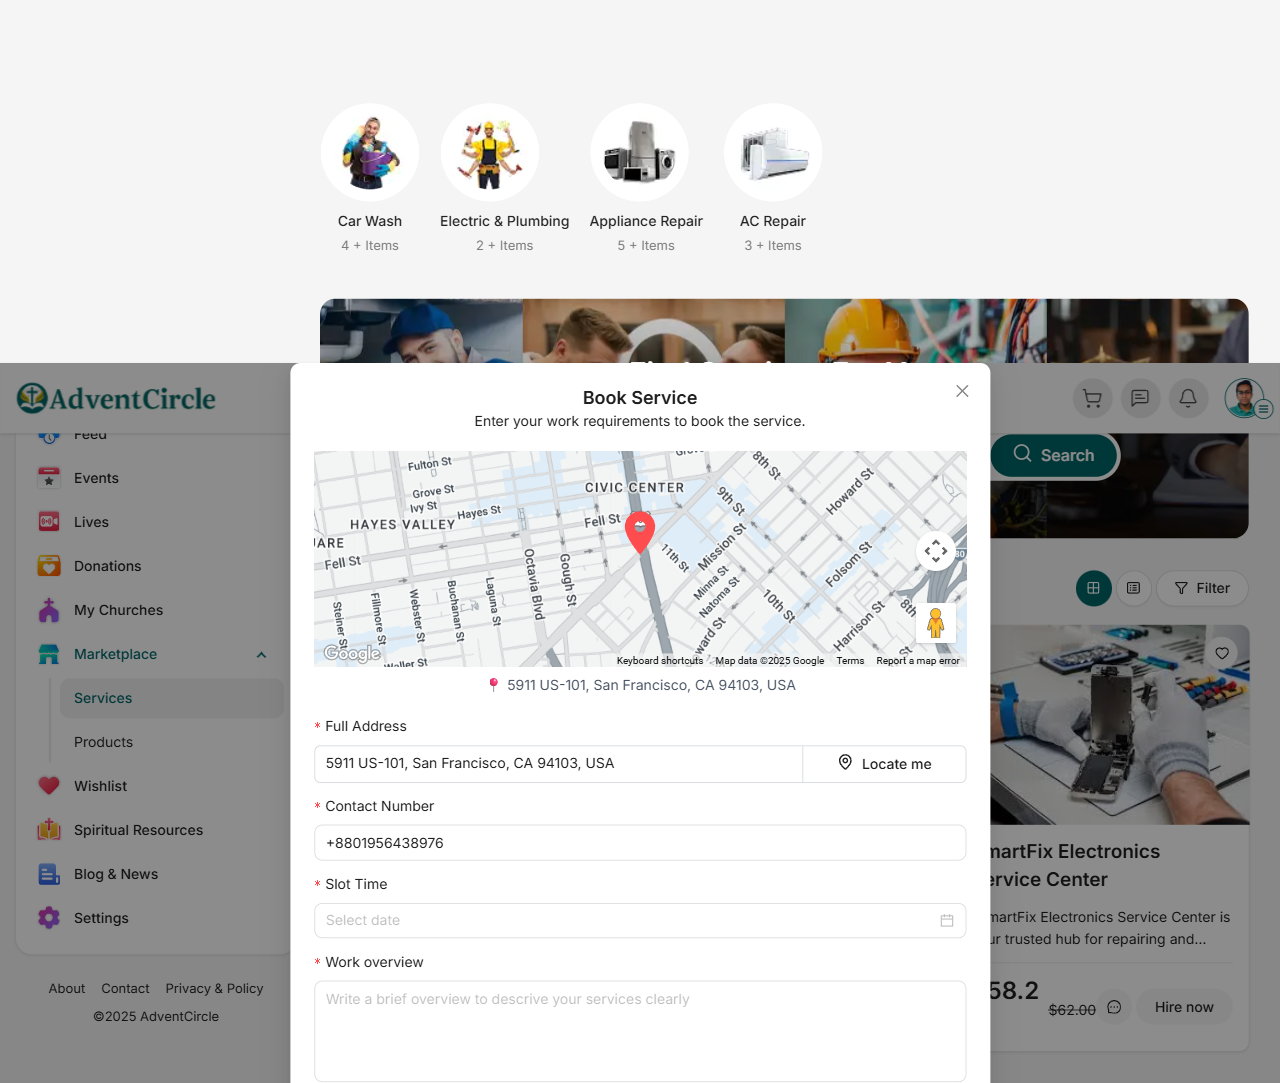 Car Wash
4 + Items
Electric & Plumbing
2 + Items
Appliance Repair
5 + Items
AC Repair
3 + Items
AdventCircle
Feed
Events
Lives
Donations
My Churches
Marketplace
Services
Products
Wishlist
Spiritual Resources
Blog & News
Settings
About Contact Privacy & Policy
©2025 AdventCircle
Book Service
Enter your work requirements to book the service.
Fulton St
Grove St
Ivy St
Hayes St
CIVIC CENTER
HAYES VALLEY
Fell St
Fell St
8th St
9th St
Howard St
Mission St
11th St
Minna St
Natoma St
10th St
Folsom St
Harrison St
8th
Octavia Blvd
Gough St
Laguna St
Buchanan St
Webster St
Fillmore St
Steiner St
80
Google
Keyboard shortcuts
Map data ©2025 Google
Terms
Report a map error
5911 US-101, San Francisco, CA 94103, USA
* Full Address
5911 US-101, San Francisco, CA 94103, USA
Locate me
* Contact Number
+8801956438976
* Slot Time
Select date
* Work overview
Write a brief overview to descrive your services clearly
Search
Filter
martFix Electronics
ervice Center
martFix Electronics Service Center is
ur trusted hub for repairing and...
58.2
$62.00
Hire now